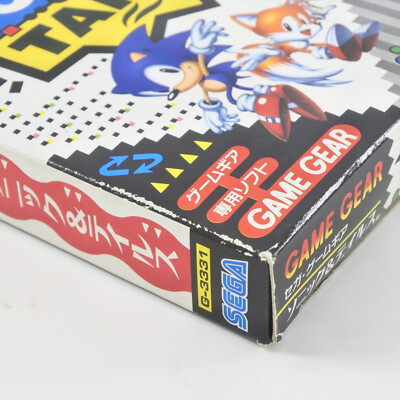 TAI
ゲームギア
専用ソフト
GAME GEAR
ニック&テイルス
G-3331
SEGA
GAME GEAR
セガ・ゲームギア
ソニック&テイルス